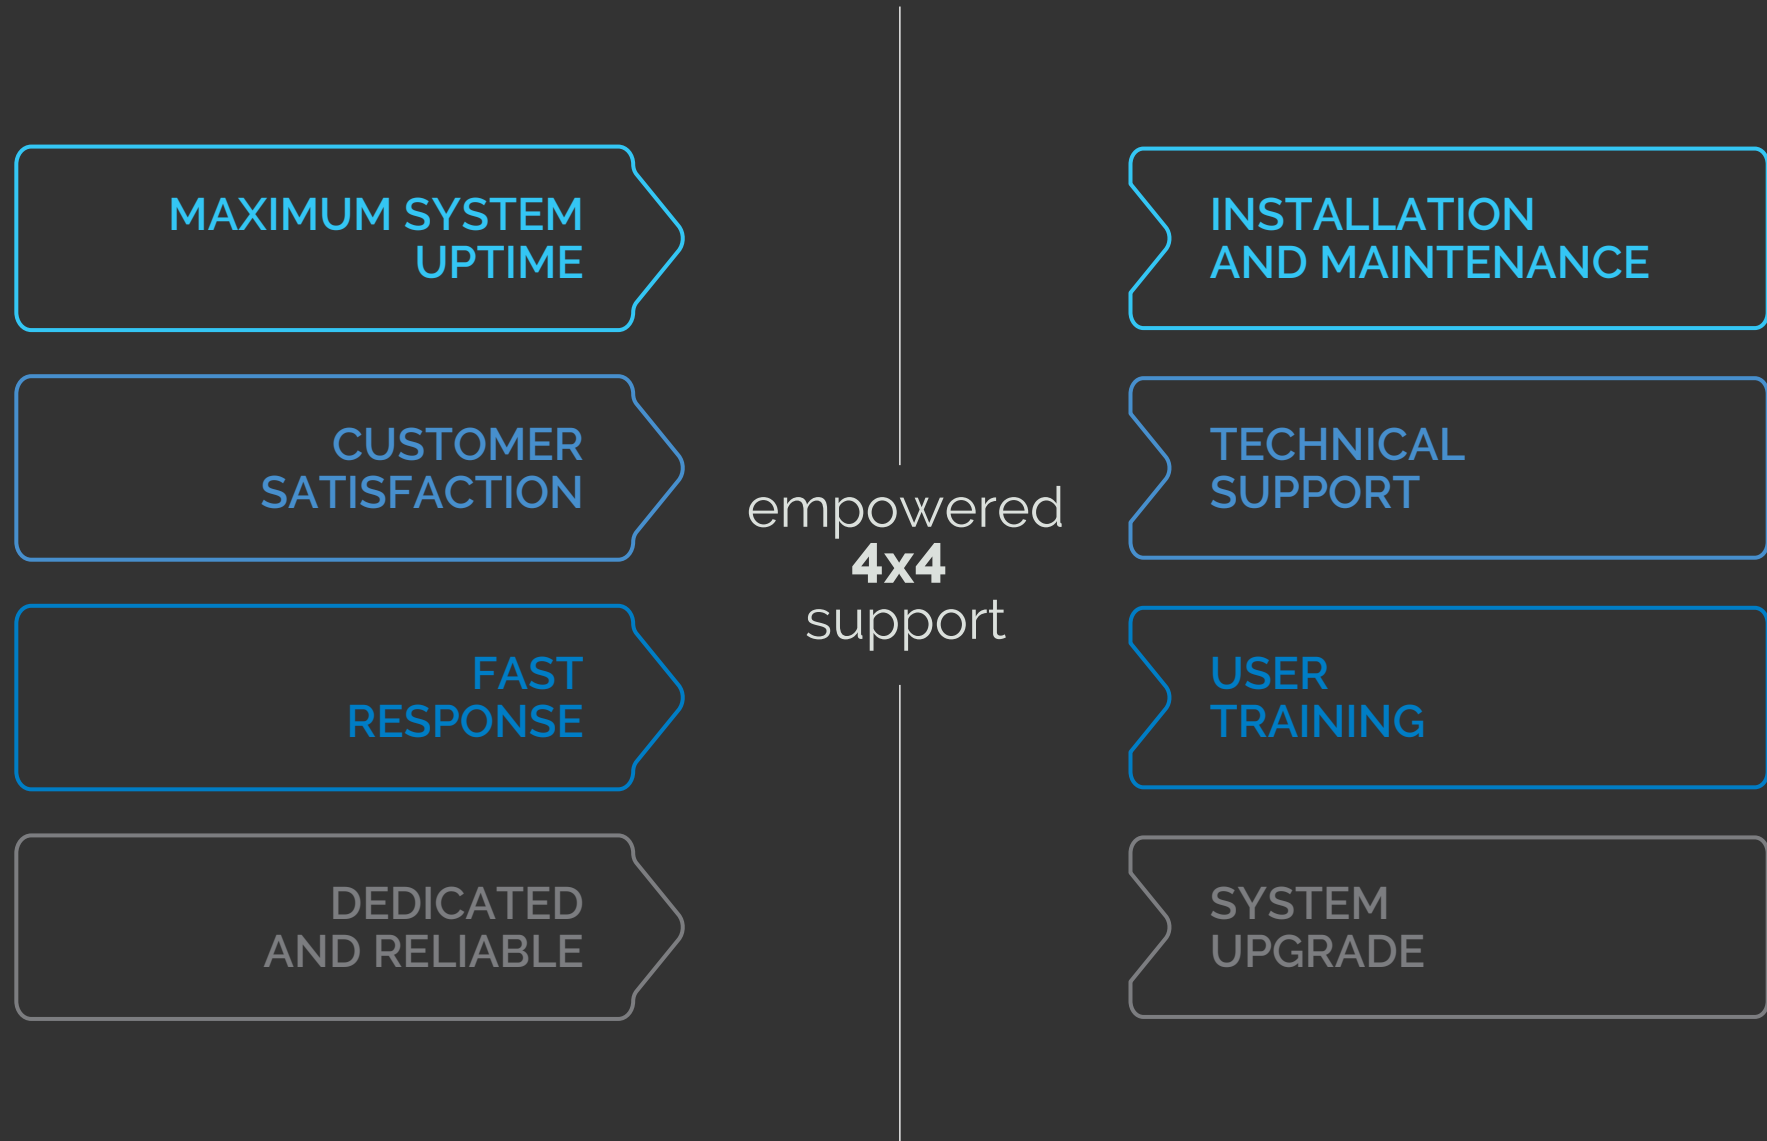 MAXIMUM SYSTEM
UPTIME
CUSTOMER
SATISFACTION
FAST
RESPONSE
DEDICATED
AND RELIABLE
empowered
4x4
support
INSTALLATION
AND MAINTENANCE
TECHNICAL
SUPPORT
USER
TRAINING
SYSTEM
UPGRADE